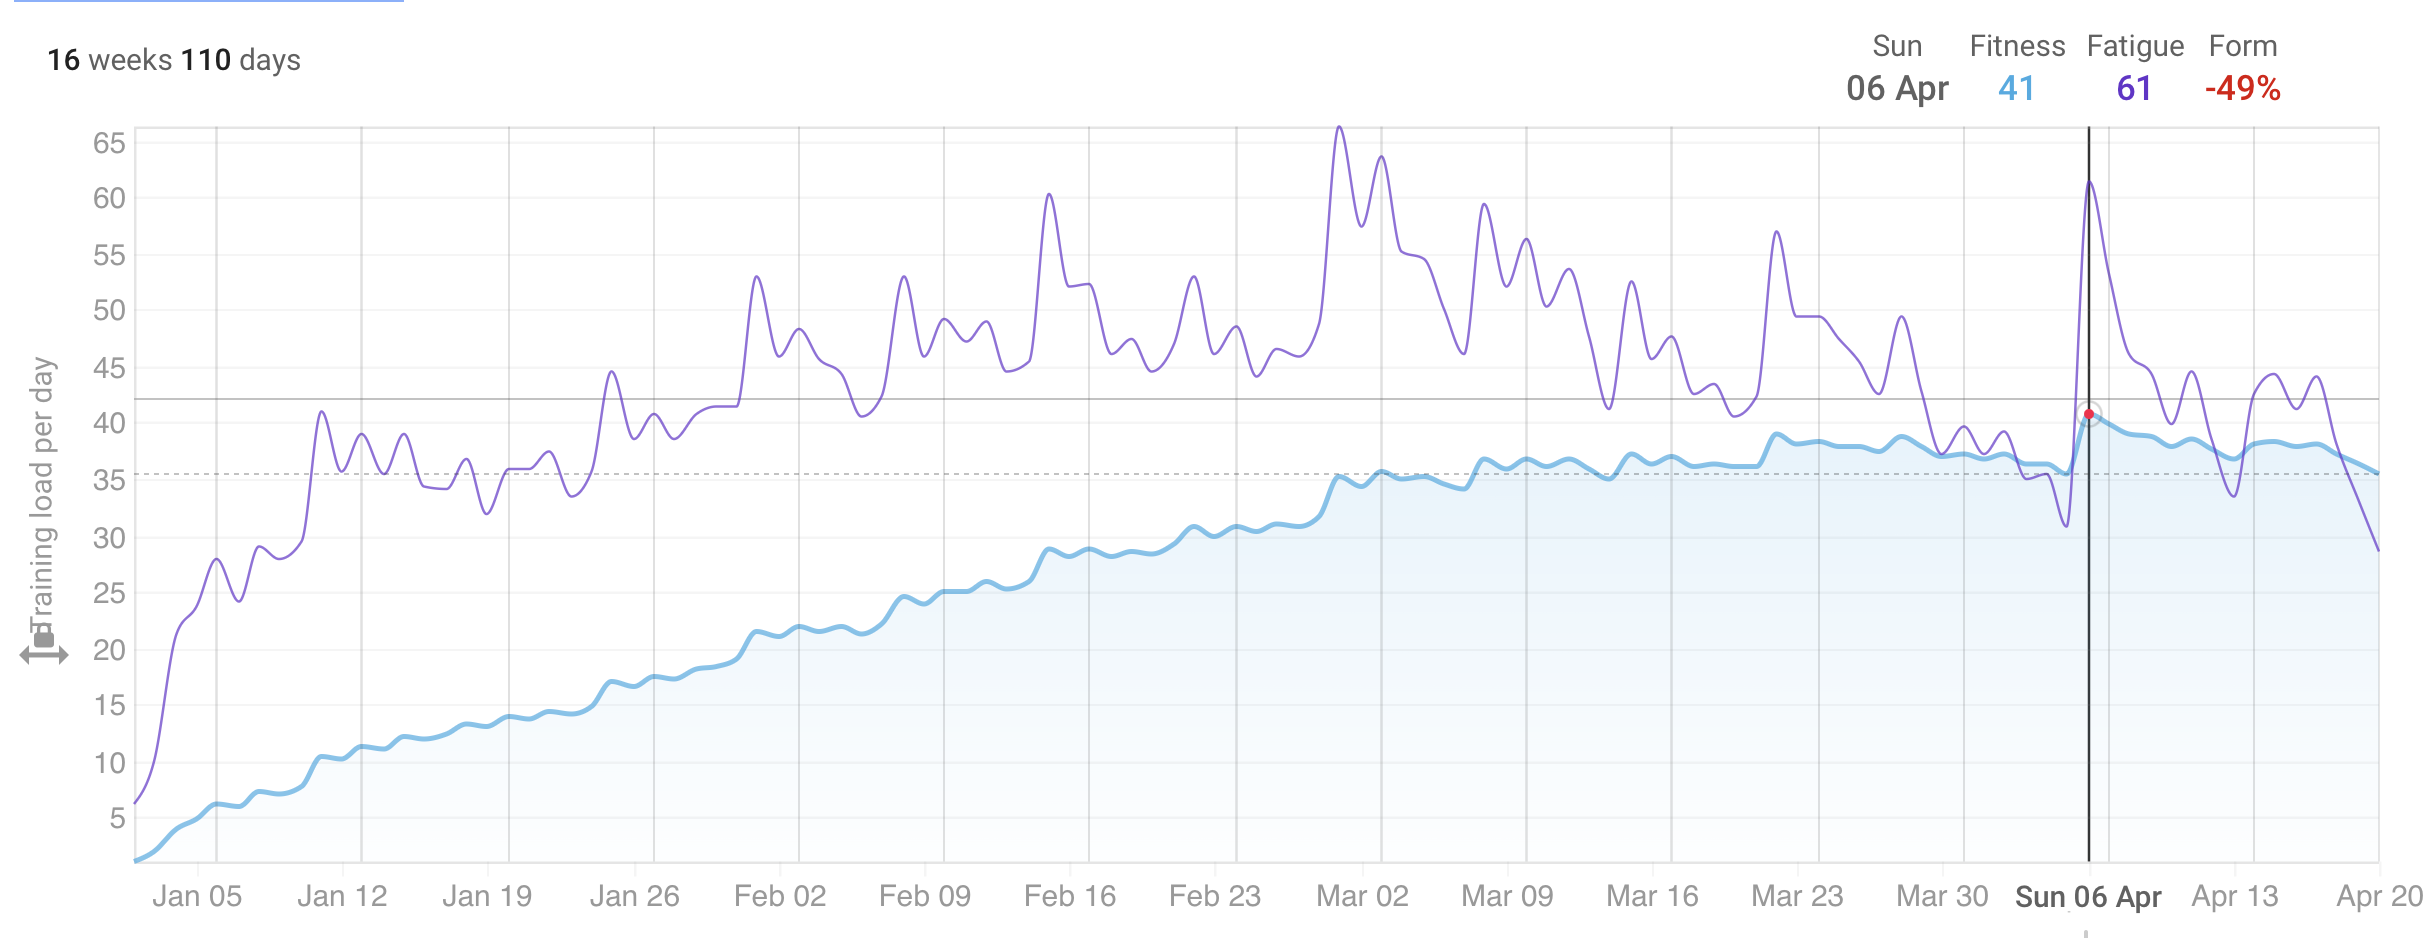 16 weeks 110 days
Sun Fitness Fatigue Form
06 Apr 41 61 -49%
65
60
55
50
45
40
35
30
25
20
15
10
5
Training load per day
Jan 05 Jan 12 Jan 19 Jan 26 Feb 02 Feb 09 Feb 16 Feb 23 Mar 02 Mar 09 Mar 16 Mar 23 Mar 30 Sun 06 Apr Apr 13 Apr 20